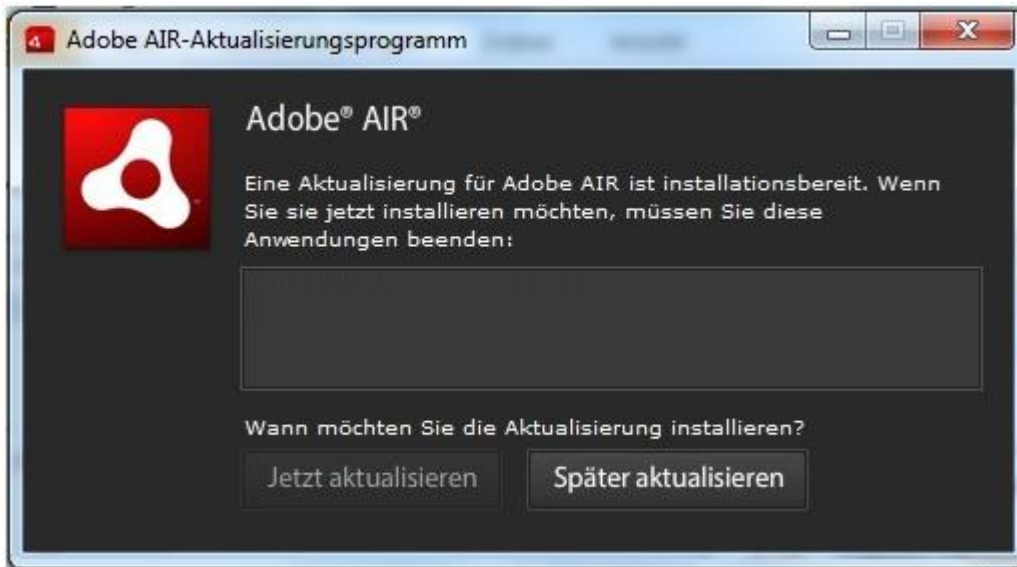 Adobe AIR-Aktualisierungsprogramm
Adobe® AIR®
Eine Aktualisierung für Adobe AIR ist installationsbereit. Wenn
Sie sie jetzt installieren möchten, müssen Sie diese
Anwendungen beenden:
Wann möchten Sie die Aktualisierung installieren?
Jetzt aktualisieren
Später aktualisieren